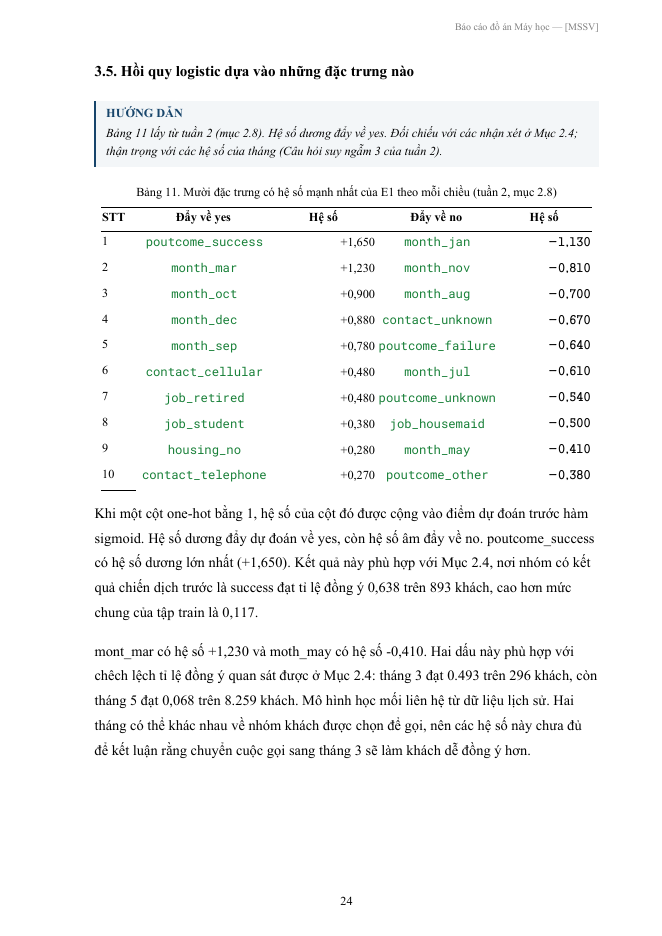 Báo cáo đồ án Máy học — [MSSV]
3.5. Hồi quy logistic dựa vào những đặc trưng nào
HƯỚNG DẪN
Bảng 11 lấy từ tuần 2 (mục 2.8). Hệ số dương đẩy về yes. Đối chiếu với các nhận xét ở Mục 2.4;
thận trọng với các hệ số của tháng (Câu hỏi suy ngẫm 3 của tuần 2).
Bảng 11. Mười đặc trưng có hệ số mạnh nhất của E1 theo mỗi chiều (tuần 2, mục 2.8)
STT Đẩy về yes Hệ số Đẩy về no Hệ số
1 poutcome_success +1,650 month_jan −1,130
2 month_mar +1,230 month_nov −0,810
3 month_oct +0,900 month_aug −0,700
4 month_dec +0,880 contact_unknown −0,670
5 month_sep +0,780 poutcome_failure −0,640
6 contact_cellular +0,480 month_jul −0,610
7 job_retired +0,480 poutcome_unknown −0,540
8 job_student +0,380 job_housemaid −0,500
9 housing_no +0,280 month_may −0,410
10 contact_telephone +0,270 poutcome_other −0,380
Khi một cột one-hot bằng 1, hệ số của cột đó được cộng vào điểm dự đoán trước hàm
sigmoid. Hệ số dương đẩy dự đoán về yes, còn hệ số âm đẩy về no. poutcome_success
có hệ số dương lớn nhất (+1,650). Kết quả này phù hợp với Mục 2.4, nơi nhóm có kết
quả chiến dịch trước là success đạt tỉ lệ đồng ý 0,638 trên 893 khách, cao hơn mức
chung của tập train là 0,117.
mont_mar có hệ số +1,230 và moth_may có hệ số -0,410. Hai dấu này phù hợp với
chêch lệch tỉ lệ đồng ý quan sát được ở Mục 2.4: tháng 3 đạt 0.493 trên 296 khách, còn
tháng 5 đạt 0,068 trên 8.259 khách. Mô hình học mối liên hệ từ dữ liệu lịch sử. Hai
tháng có thể khác nhau về nhóm khách được chọn để gọi, nên các hệ số này chưa đủ
để kết luận rằng chuyển cuộc gọi sang tháng 3 sẽ làm khách dễ đồng ý hơn.
24